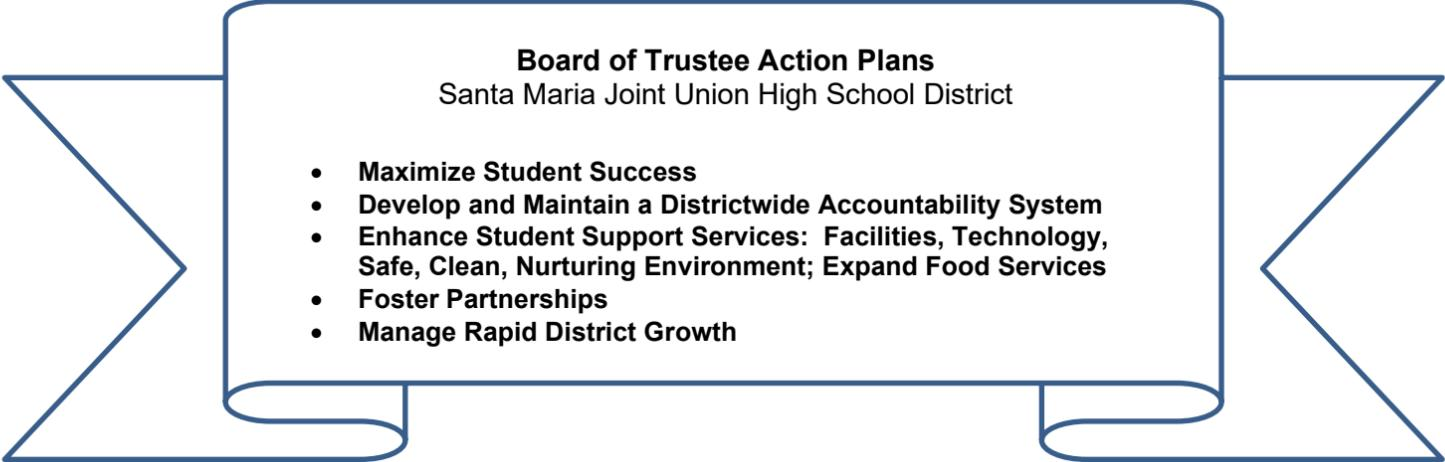 Board of Trustee Action Plans
Santa Maria Joint Union High School District
• Maximize Student Success
• Develop and Maintain a Districtwide Accountability System
• Enhance Student Support Services:  Facilities, Technology,
Safe, Clean, Nurturing Environment; Expand Food Services
• Foster Partnerships
• Manage Rapid District Growth